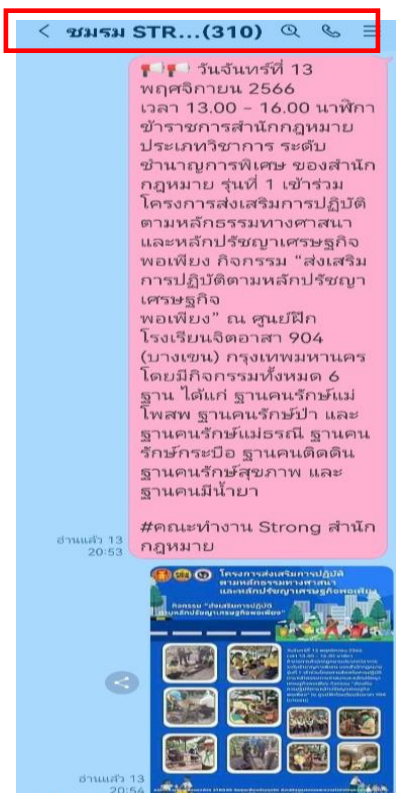 ชมรม STR...(310)
วันจันทร์ที่ 13
พฤศจิกายน 2566
เวลา 13.00 - 16.00 นาฬิกา
ข้าราชการสำนักกฎหมาย
ประเภทวิชาการ ระดับ
ชำนาญการพิเศษ ของสำนัก
กฎหมาย รุ่นที่ 1 เข้าร่วม
โครงการส่งเสริมการปฏิบัติ
ตามหลักธรรมทางศาสนา
และหลักปรัชญาเศรษฐกิจ
พอเพียง กิจกรรม "ส่งเสริม
การปฏิบัติตามหลักปรัชญา
เศรษฐกิจ
พอเพียง" ณ ศูนย์ฝึก
โรงเรียนจิตอาสา 904
(บางเขน) กรุงเทพมหานคร
โดยมีกิจกรรมทั้งหมด 6
ฐาน ได้แก่ ฐานคนรักษ์แม่
โพสพ ฐานคนรักษ์ป่า และ
ฐานคนรักษ์แม่ธรณี ฐานคน
รักษ์กระบือ ฐานคนติดดิน
ฐานคนรักษ์สุขภาพ และ
ฐานคนมีน้ำยา
#คณะทำงาน Strong สำนัก
กฎหมาย
อ่านแล้ว 13
20:53
โครงการส่งเสริมการปฏิบัติ
ตามหลักธรรมทางศาสนา
และหลักปรัชญาเศรษฐกิจพอเพียง
กิจกรรม "ส่งเสริมการปฏิบัติ
ตามหลักปรัชญาเศรษฐกิจพอเพียง"
อ่านแล้ว 13
20:54